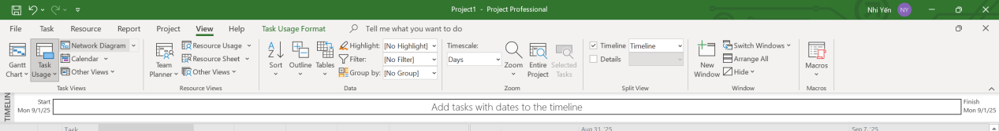 Project1 - Project Professional
Nhi Yến NY
File Task Resource Report Project View Help Task Usage Format Tell me what you want to do
Gantt Chart
Task Usage
Network Diagram
Calendar
Other Views
Task Views
Team Planner
Resource Usage
Resource Sheet
Other Views
Resource Views
Sort
Outline
Tables
Highlight: [No Highlight]
Filter: [No Filter]
Group by: [No Group]
Data
Timescale:
Days
Zoom
Entire Project
Selected Tasks
Zoom
Timeline Timeline
Details
Split View
New Window
Switch Windows
Arrange All
Hide
Window
Macros
Macros
TIMELIN
Start
Mon 9/1/25
Add tasks with dates to the timeline
Finish
Mon 9/1/25
Task
Aug 31, '25
Sep 7, '25